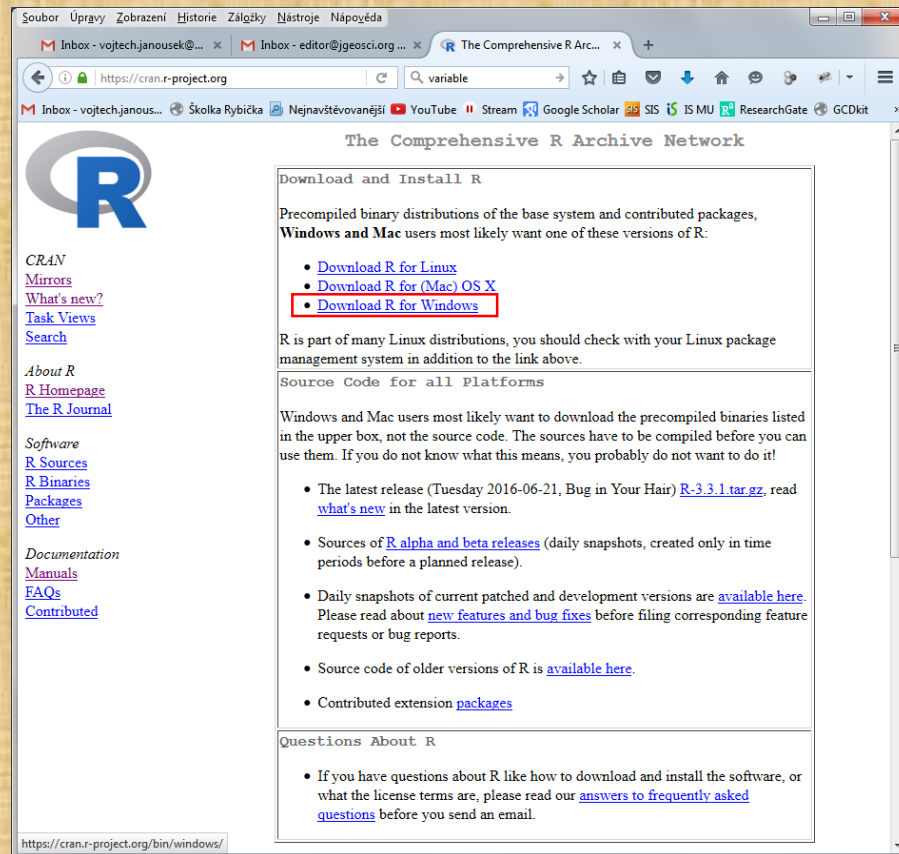 Soubor Úpravy Zobrazení Historie Záložky Nástroje Nápověda
Inbox - vojtech.janousek@... × Inbox - editor@jgeosci.org ... × The Comprehensive R Arc... × +
https://cran.r-project.org variable
Inbox - vojtech.janous... Školka Rybička Nejnavštěvovanější YouTube Stream Google Scholar SIS SIS IS MU ResearchGate GCDkit »
The Comprehensive R Archive Network
R
CRAN
Mirrors
What's new?
Task Views
Search
About R
R Homepage
The R Journal
Software
R Sources
R Binaries
Packages
Other
Documentation
Manuals
FAQs
Contributed
Download and Install R
Precompiled binary distributions of the base system and contributed packages,
Windows and Mac users most likely want one of these versions of R:
• Download R for Linux
• Download R for (Mac) OS X
• Download R for Windows
R is part of many Linux distributions, you should check with your Linux package
management system in addition to the link above.
Source Code for all Platforms
Windows and Mac users most likely want to download the precompiled binaries listed
in the upper box, not the source code. The sources have to be compiled before you can
use them. If you do not know what this means, you probably do not want to do it!
• The latest release (Tuesday 2016-06-21, Bug in Your Hair) R-3.3.1.tar.gz, read
what's new in the latest version.
• Sources of R alpha and beta releases (daily snapshots, created only in time
periods before a planned release).
• Daily snapshots of current patched and development versions are available here.
Please read about new features and bug fixes before filing corresponding feature
requests or bug reports.
• Source code of older versions of R is available here.
• Contributed extension packages
Questions About R
• If you have questions about R like how to download and install the software, or
what the license terms are, please read our answers to frequently asked
questions before you send an email.
https://cran.r-project.org/bin/windows/